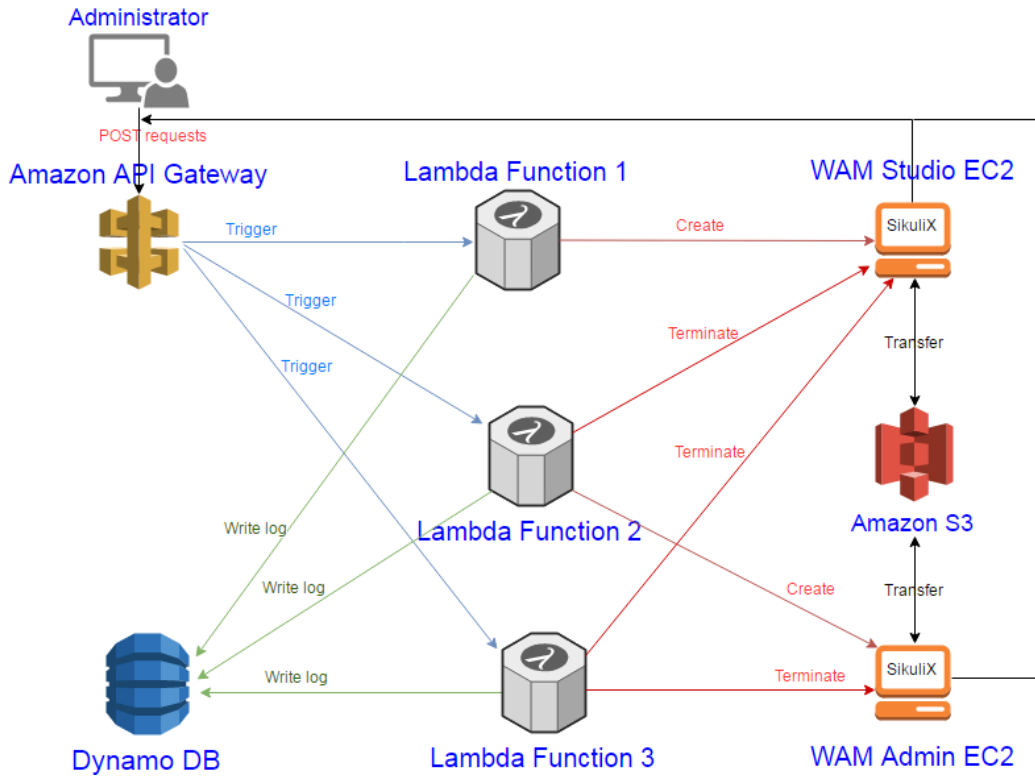 Administrator
POST requests
Amazon API Gateway
Lambda Function 1
WAM Studio EC2
SikuliX
Trigger
Create
Trigger
Terminate
Transfer
Trigger
Terminate
Write log
Lambda Function 2
Amazon S3
Write log
Create
Transfer
Write log
Terminate
SikuliX
Dynamo DB
Lambda Function 3
WAM Admin EC2